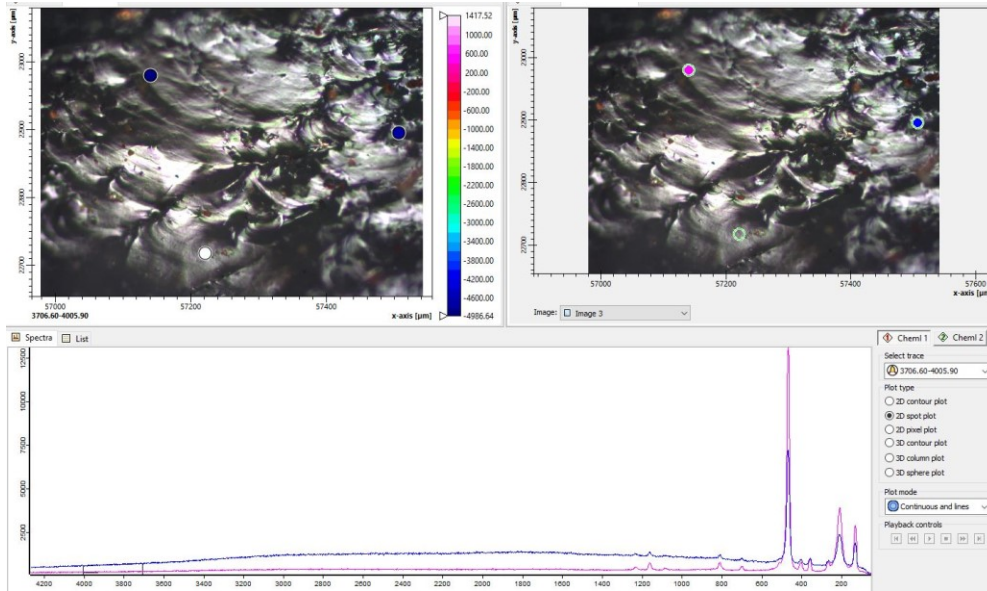 y-axis [µm]
23000
22900
22800
22700
57000
57200
57400
3706.60-4005.90
x-axis [µm]
1417.52
1000.00
600.00
200.00
-200.00
-600.00
-1000.00
-1400.00
-1800.00
-2200.00
-2600.00
-3000.00
-3400.00
-3800.00
-4200.00
-4600.00
-4986.64
y-axis [µm]
23000
22900
22800
22700
57000
57100
57200
57300
57400
57500
57600
x-axis [µm]
Image: Image 3
Spectra List
12500
10000
7500
5000
2500
4200 4000 3800 3600 3400 3200 3000 2800 2600 2400 2200 2000 1800 1600 1400 1200 1000 800 600 400 200
ChemI 1 ChemI 2
Select trace
3706.60-4005.90
Plot type
2D contour plot
2D spot plot
2D pixel plot
3D contour plot
3D column plot
3D sphere plot
Plot mode
Continuous and lines
Playback controls